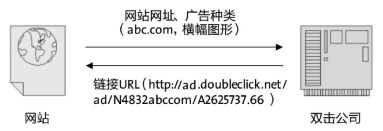 网站网址、广告种类
（abc.com，横幅图形）
链接URL（http://ad.doubleclick.net/
ad/N4832abccom/A2625737.66 ）
网站
双击公司